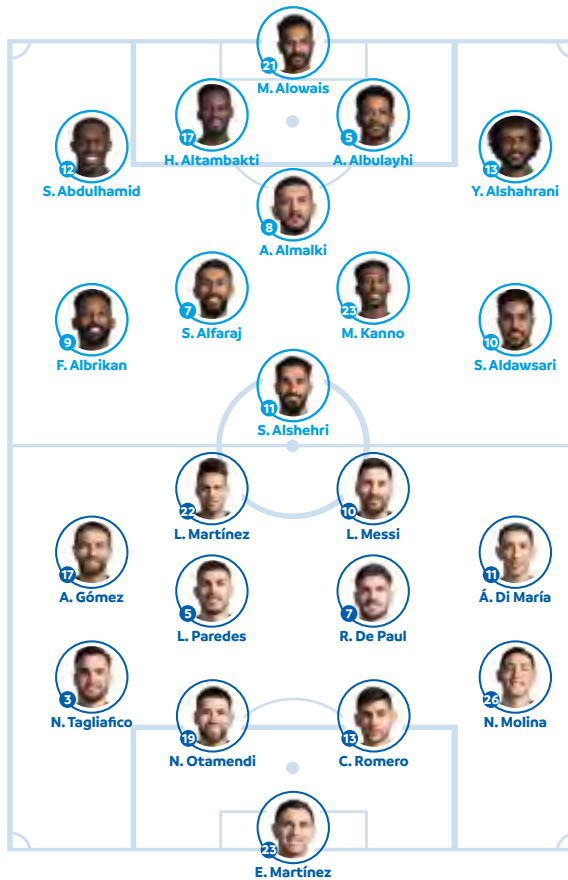 21
M. Alowais
17
H. Altambakti
5
A. Albulayhi
12
S. Abdulhamid
13
Y. Alshahrani
8
A. Almalki
7
S. Alfaraj
23
M. Kanno
9
F. Albrikan
10
S. Aldawsari
11
S. Alshehri
22
L. Martínez
10
L. Messi
17
A. Gómez
11
Á. Di María
5
L. Paredes
7
R. De Paul
3
N. Tagliafico
26
N. Molina
19
N. Otamendi
13
C. Romero
23
E. Martínez